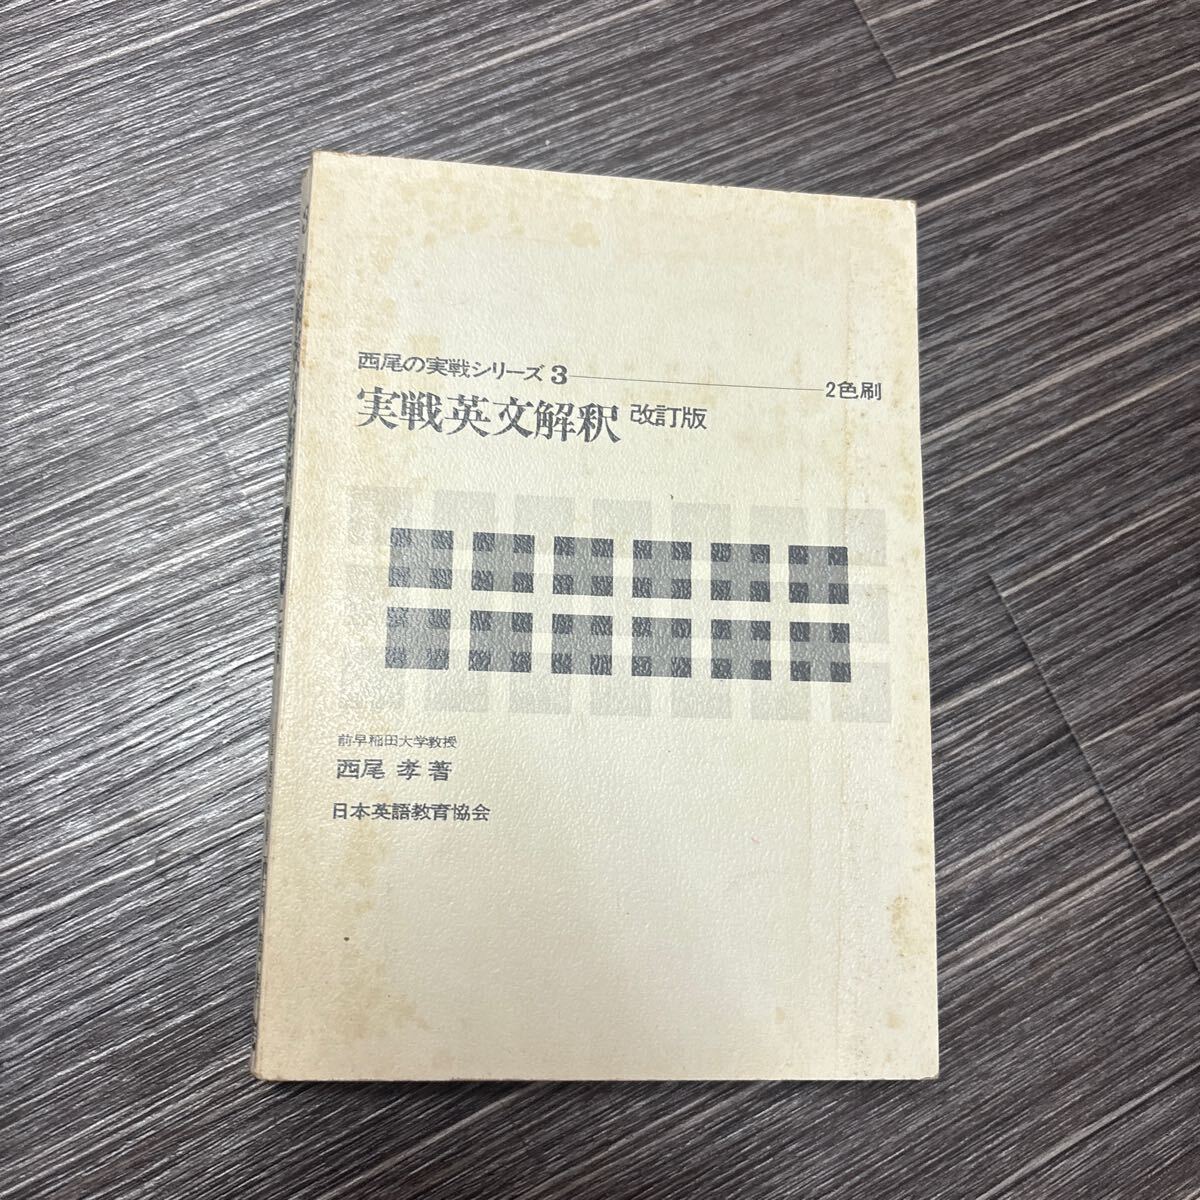 西尾の実戦シリーズ 3
2色刷
実戦英文解釈 改訂版
前早稲田大学教授
西尾 孝 著
日本英語教育協会